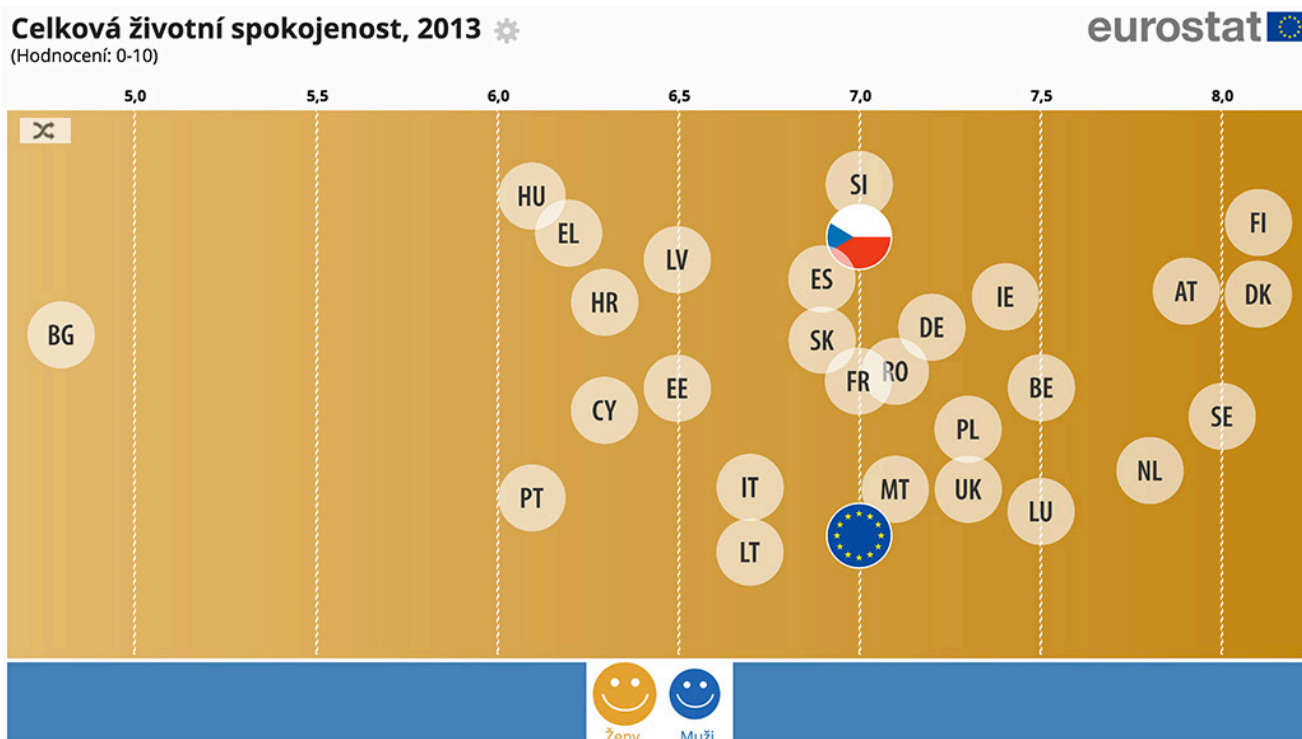 Celková životní spokojenost, 2013
eurostat
(Hodnocení: 0-10)
5,0 5,5 6,0 6,5 7,0 7,5 8,0
SI
HU
FI
EL
LV
ES
IE
AT
DK
HR
DE
BG
SK
RO
FR
EE
BE
CY
SE
PL
NL
IT
MT
UK
PT
LU
LT
Ženy Muži